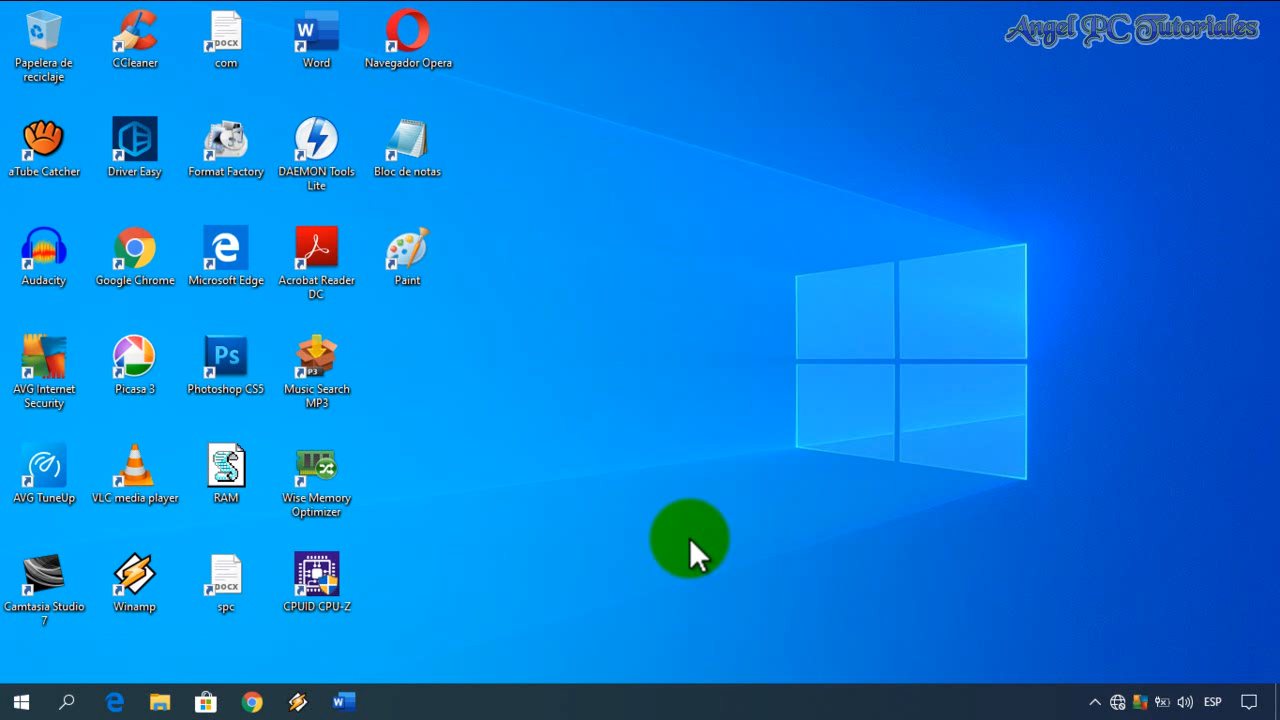 Angel PC Tutoriales
Papelera de
reciclaje
CCleaner
com
Word
Navegador Opera
aTube Catcher
Driver Easy
Format Factory
DAEMON Tools
Lite
Bloc de notas
Audacity
Google Chrome
Microsoft Edge
Acrobat Reader
DC
Paint
AVG Internet
Security
Picasa 3
Photoshop CS5
Music Search
MP3
AVG TuneUp
VLC media player
RAM
Wise Memory
Optimizer
Camtasia Studio
7
Winamp
spc
CPUID CPU-Z
DOCX
W
Ps
P3
DOCX
W
ESP